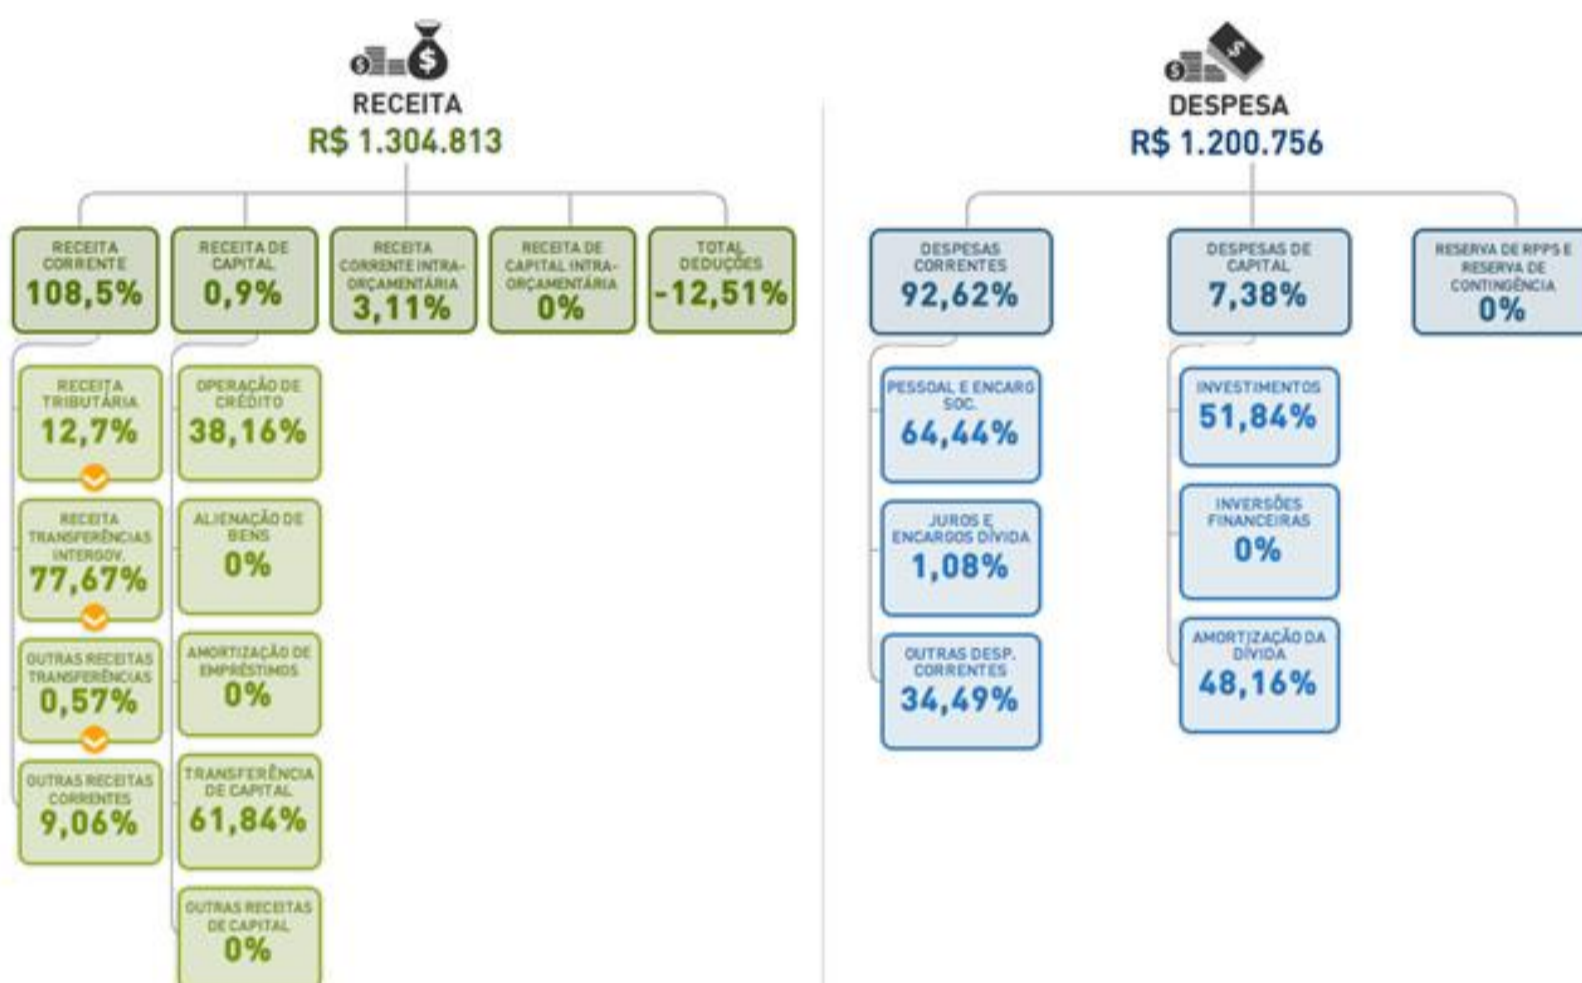 RECEITA
R$ 1.304.813
RECEITA
CORRENTE
108,5%
RECEITA DE
CAPITAL
0,9%
RECEITA
CORRENTE INTRA-
ORÇAMENTÁRIA
3,11%
RECEITA DE
CAPITAL INTRA-
ORÇAMENTÁRIA
0%
TOTAL
DEDUÇÕES
-12,51%
RECEITA
TRIBUTÁRIA
12,7%
RECEITA
TRANSFERÊNCIAS
INTERGOV.
77,67%
OUTRAS RECEITAS
TRANSFERÊNCIAS
0,57%
OUTRAS RECEITAS
CORRENTES
9,06%
OPERAÇÃO DE
CRÉDITO
38,16%
ALIENAÇÃO DE
BENS
0%
AMORTIZAÇÃO DE
EMPRÉSTIMOS
0%
TRANSFERÊNCIA
DE CAPITAL
61,84%
OUTRAS RECEITAS
DE CAPITAL
0%
DESPESA
R$ 1.200.756
DESPESAS
CORRENTES
92,62%
DESPESAS DE
CAPITAL
7,38%
RESERVA DE RPPS E
RESERVA DE
CONTINGÊNCIA
0%
PESSOAL E ENCARG
SOC.
64,44%
JUROS E
ENCARGOS DÍVIDA
1,08%
OUTRAS DESP.
CORRENTES
34,49%
INVESTIMENTOS
51,84%
INVERSÕES
FINANCEIRAS
0%
AMORTIZAÇÃO DA
DÍVIDA
48,16%